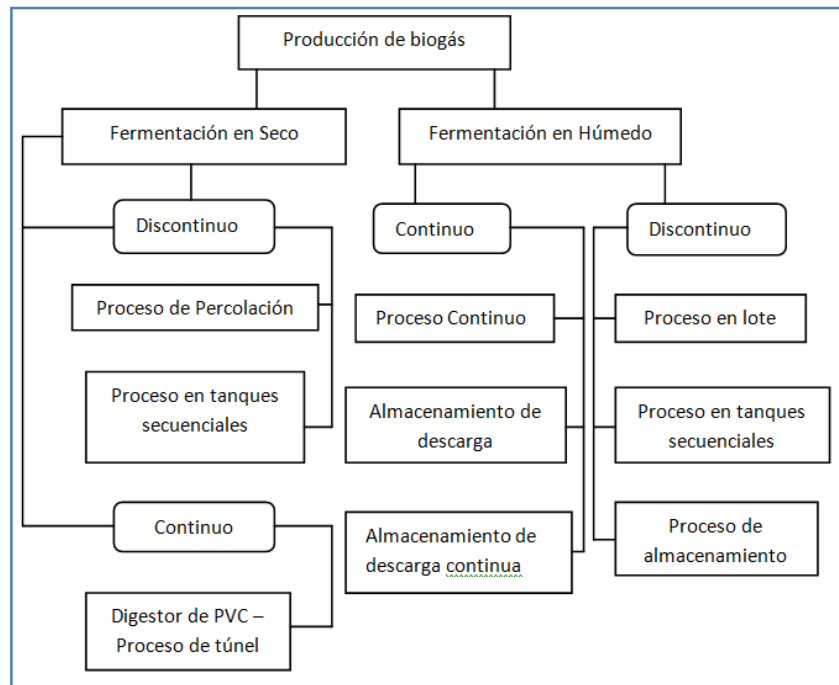 Producción de biogás
Fermentación en Seco
Fermentación en Húmedo
Discontinuo
Continuo
Discontinuo
Proceso de Percolación
Proceso Continuo
Proceso en lote
Proceso en tanques
secuenciales
Almacenamiento de
descarga
Proceso en tanques
secuenciales
Continuo
Almacenamiento de
descarga continua
Proceso de
almacenamiento
Digestor de PVC –
Proceso de túnel